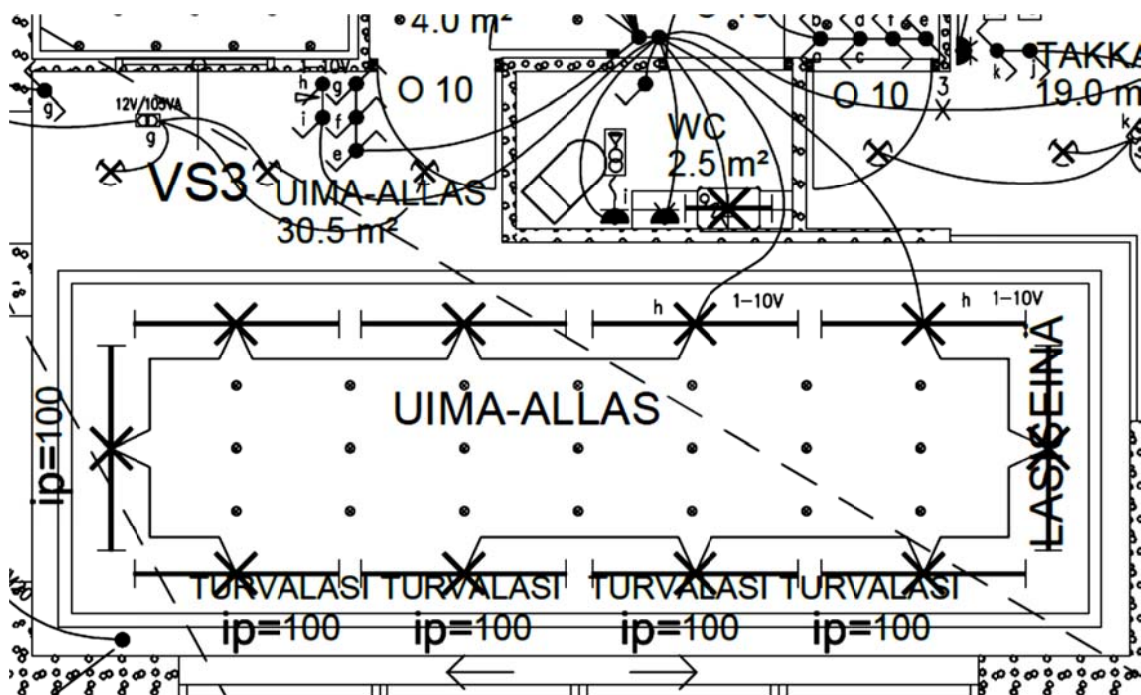 4.0 m²
b d f e
a c
O 10
O 10
TAKKA
k j
19.0 m
3
h g
i f
e
g
12V/105VA
g
WC
2.5 m²
k
VS3
UIMA-ALLAS
30.5 m²
i
h 1-10V
h 1-10V
UIMA-ALLAS
ip=100
LASISEINÄ
TURVALASI TURVALASI TURVALASI TURVALASI
ip=100 ip=100 ip=100 ip=100